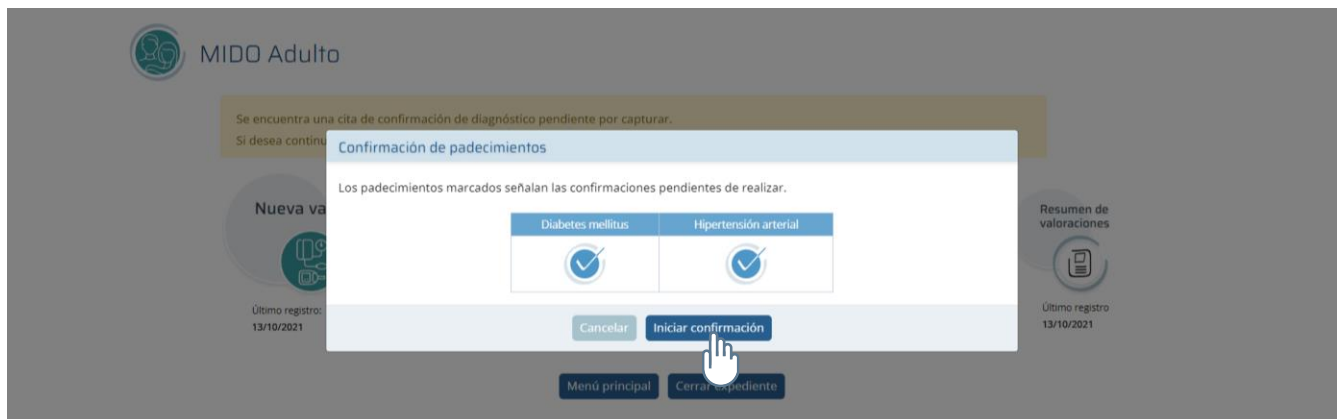 MIDO Adulto
Se encuentra una cita de confirmación de diagnóstico pendiente por capturar.
Si desea continu
Confirmación de padecimientos
Los padecimientos marcados señalan las confirmaciones pendientes de realizar.
Nueva va
Diabetes mellitus
Hipertensión arterial
Resumen de
valoraciones
Último registro:
13/10/2021
Último registro
13/10/2021
Cancelar
Iniciar confirmación
Menú principal
Cerrar expediente